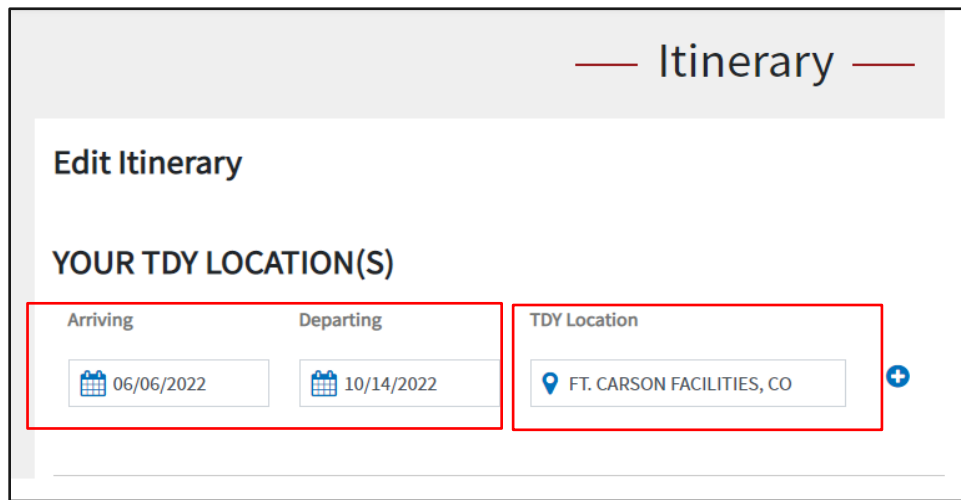 Itinerary
Edit Itinerary
YOUR TDY LOCATION(S)
Arriving Departing TDY Location
06/06/2022 10/14/2022 FT. CARSON FACILITIES, CO